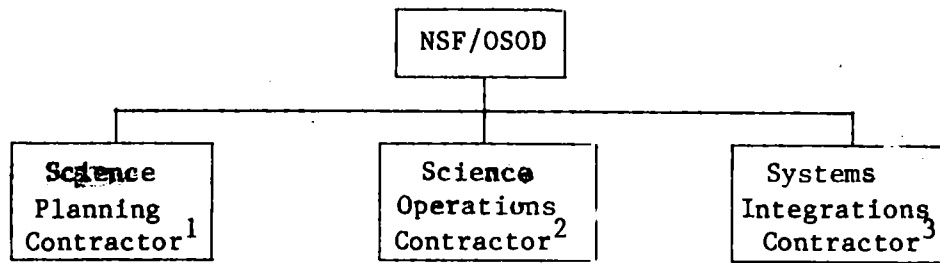 NSF/OSOD
Science
Planning
Contractor1
Science
Operations
Contractor2
Systems
Integrations
Contractor3